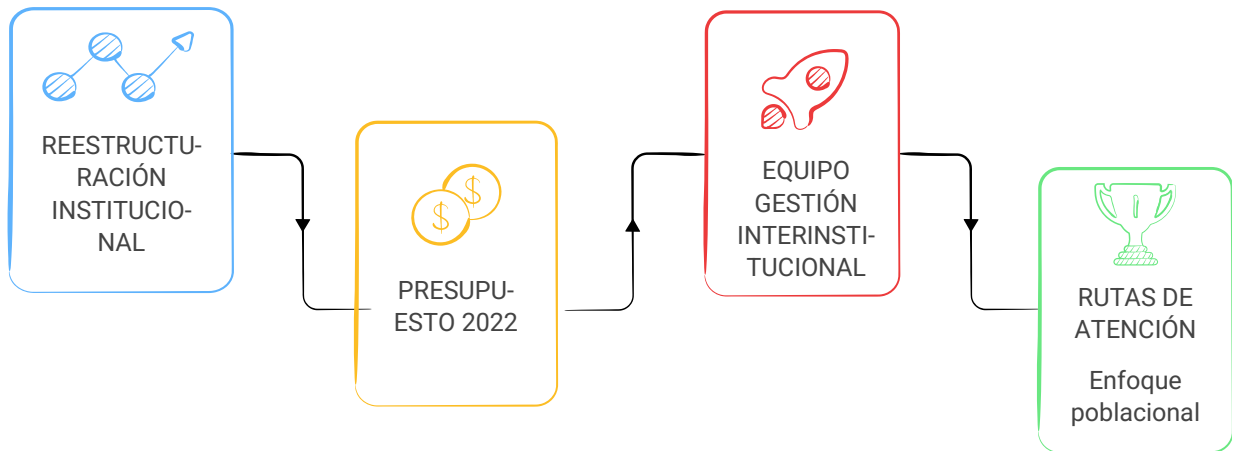 REESTRUCTU-
RACIÓN
INSTITUCIO-
NAL
PRESUPU-
ESTO 2022
EQUIPO
GESTIÓN
INTERINSTI-
TUCIONAL
RUTAS DE
ATENCIÓN
Enfoque
poblacional